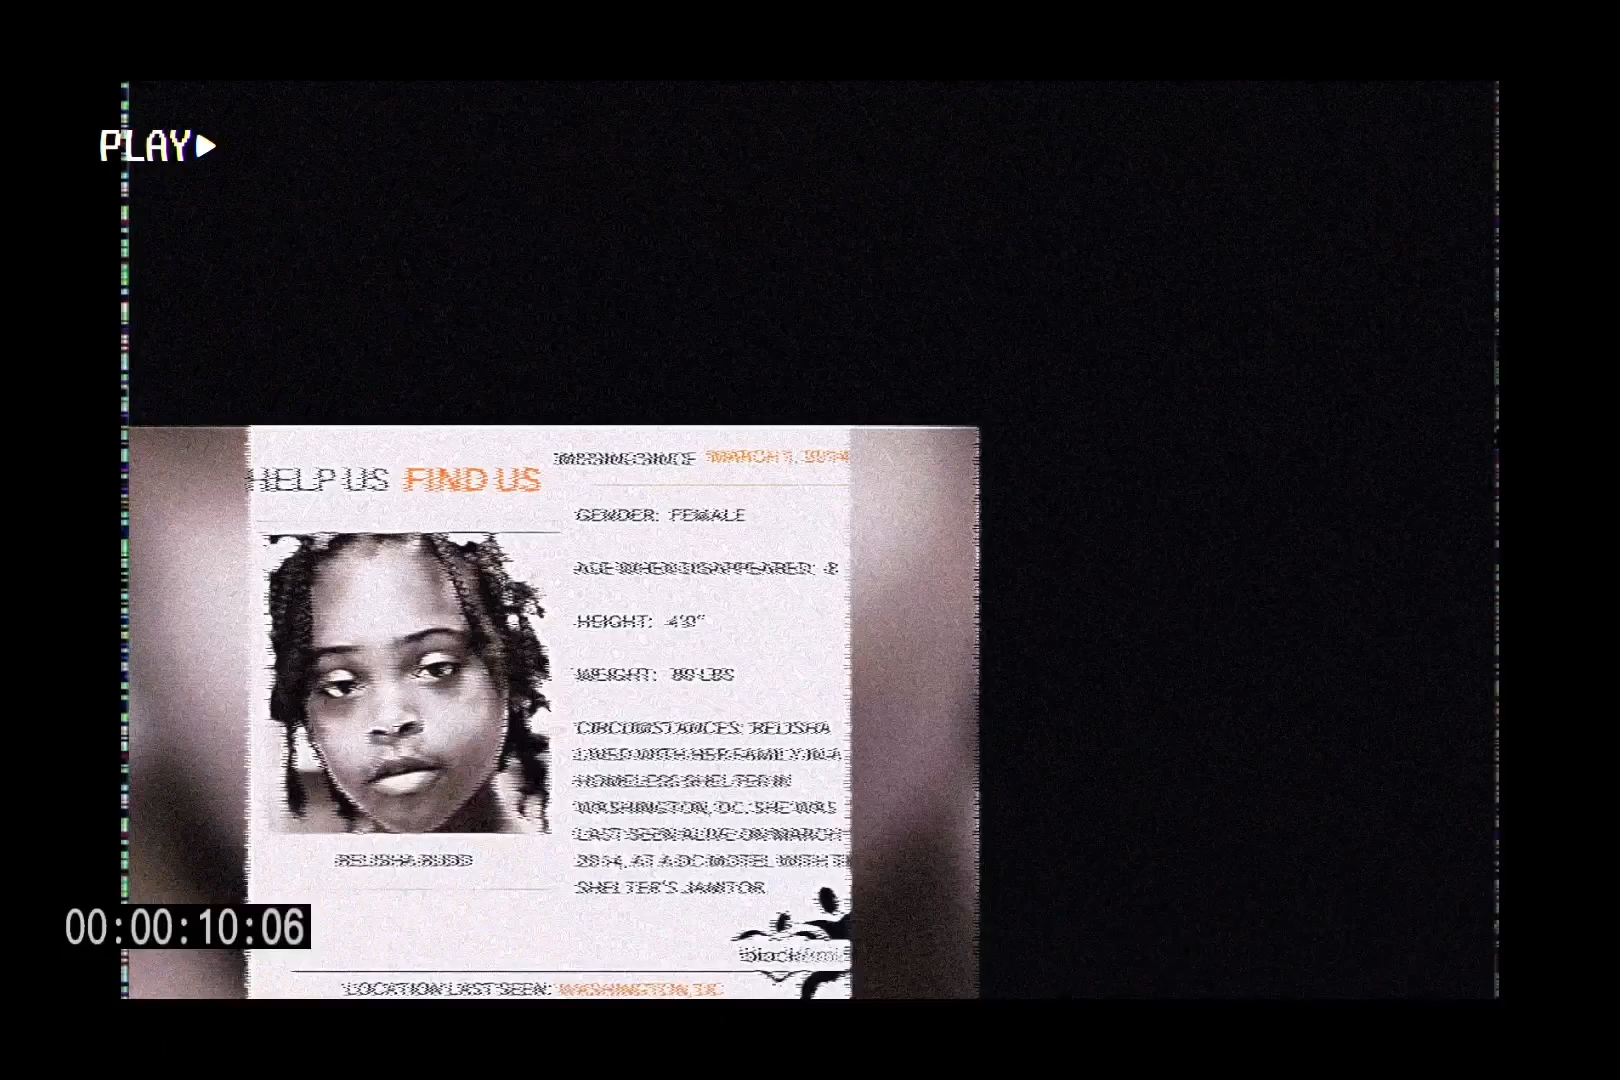 PLAY
HELP US FIND US
MISSING SINCE MARCH 1, 2014
GENDER: FEMALE
AGE WHEN DISAPPEARED: 8
HEIGHT: 4'0"
WEIGHT: 80 LBS
CIRCUMSTANCES: RELISHA
LIVED WITH HER FAMILY IN A
HOMELESS SHELTER IN
WASHINGTON, DC. SHE WAS
LAST SEEN ALIVE ON MARCH
2014, AT A DC MOTEL WITH
SHELTER'S JANITOR
RELISHA RUDD
00:00:10:06
LOCATION LAST SEEN: WASHINGTON, DC